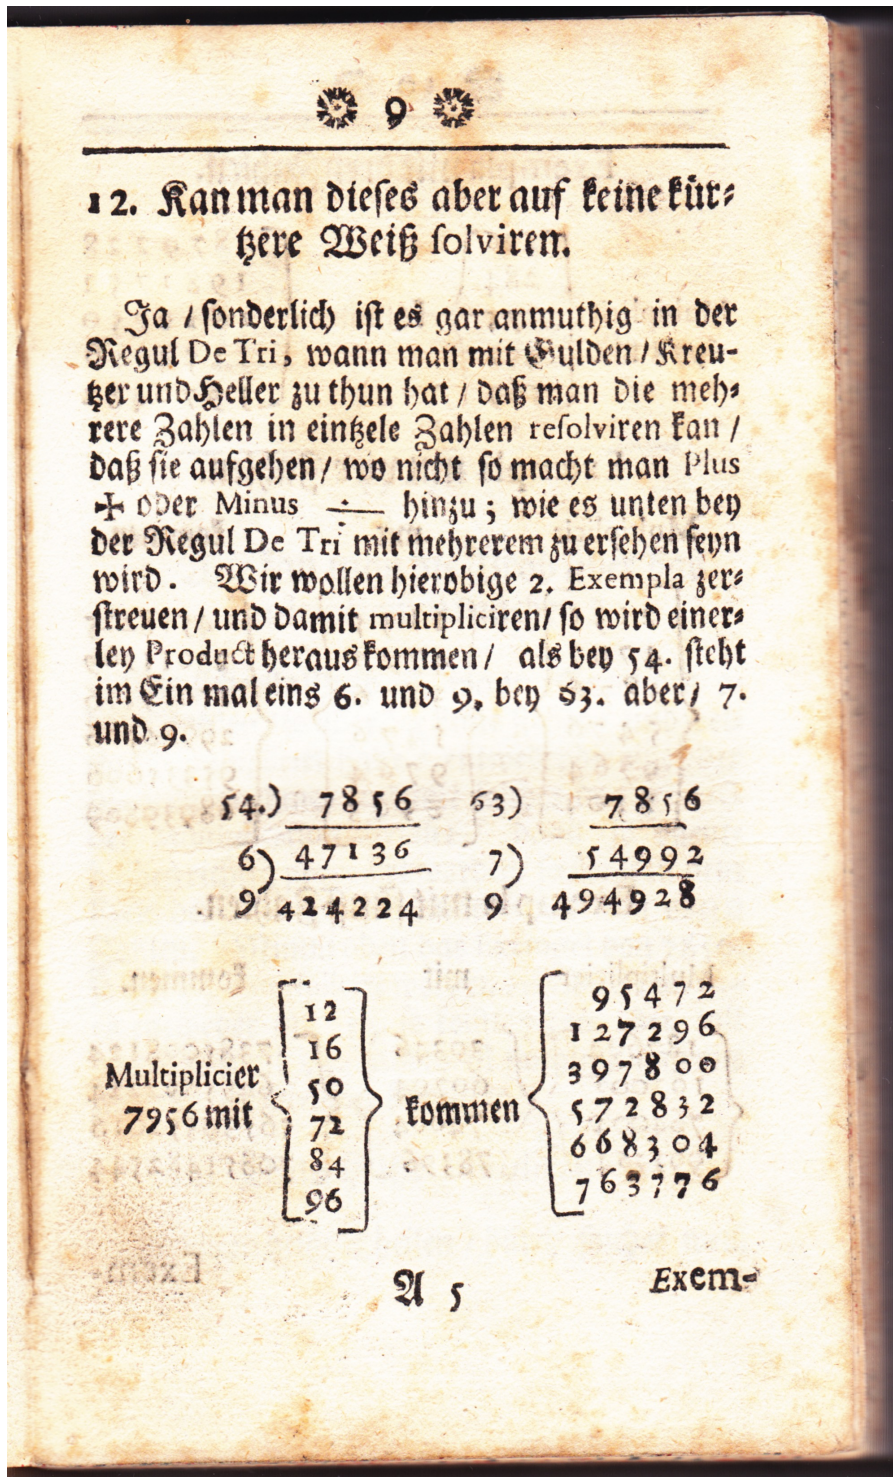 9
12. Kan man dieses aber auf keine kür⸗
tzere Weiß solviren.
Ja / sonderlich ist es gar anmuthig in der
Regul De Tri, wann man mit Gulden / Kreu-
tzer und Heller zu thun hat / daß man die meh⸗
rere Zahlen in eintzele Zahlen resolviren kan /
daß sie aufgehen / wo nicht so macht man Plus
✢ oder Minus ÷ hinzu ; wie es unten bey
der Regul De Tri mit mehrerem zu ersehen seyn
wird. Wir wollen hierobige 2. Exempla zer⸗
streuen / und damit multipliciren / so wird einer⸗
ley Product heraus kommen / als bey 54. steht
im Ein mal eins 6. und 9, bey 63. aber / 7.
und 9.
54.) 7856 63) 7856
6) 47136 7) 54992
9 424224 9 494928
Multiplicier
7956 mit
12
16
50
72
84
96
kommen
95472
127296
397800
572832
668304
763776
A 5 Exem⸗